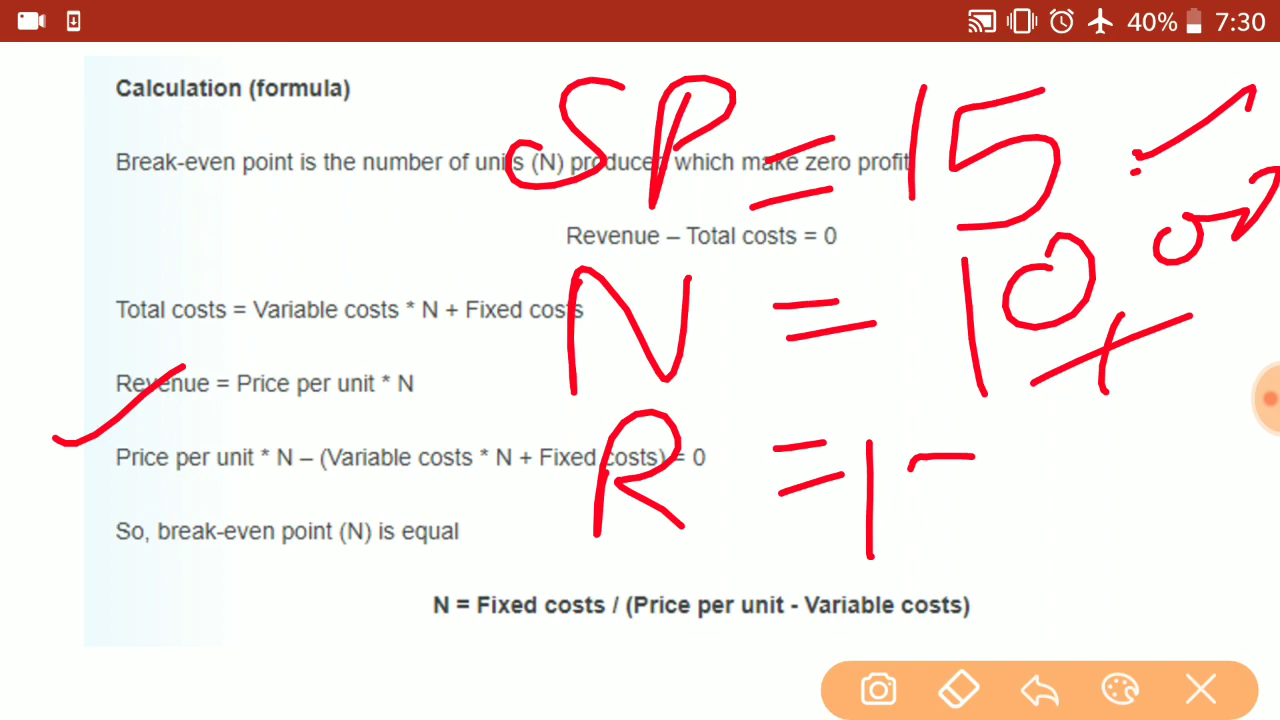 40% 7:30
Calculation (formula)
SP = 15
Break-even point is the number of units (N) produced which make zero profit
Revenue – Total costs = 0
N = 10
Total costs = Variable costs * N + Fixed costs
Revenue = Price per unit * N
R = 1
Price per unit * N – (Variable costs * N + Fixed costs) = 0
So, break-even point (N) is equal
N = Fixed costs / (Price per unit - Variable costs)